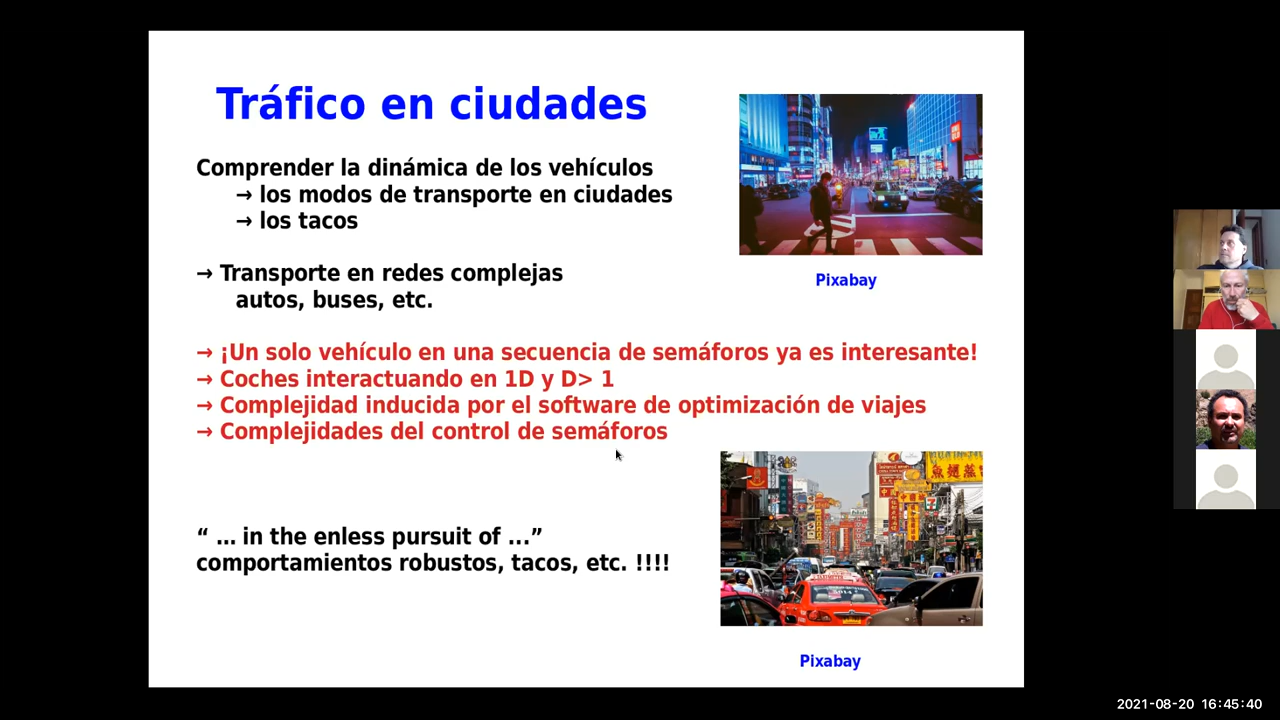 Tráfico en ciudades
Comprender la dinámica de los vehículos
→ los modos de transporte en ciudades
→ los tacos
→ Transporte en redes complejas
autos, buses, etc.
→ ¡Un solo vehículo en una secuencia de semáforos ya es interesante!
→ Coches interactuando en 1D y D> 1
→ Complejidad inducida por el software de optimización de viajes
→ Complejidades del control de semáforos
“ ... in the enless pursuit of ...”
comportamientos robustos, tacos, etc. !!!!
Pixabay
Pixabay
2021-08-20 16:45:40